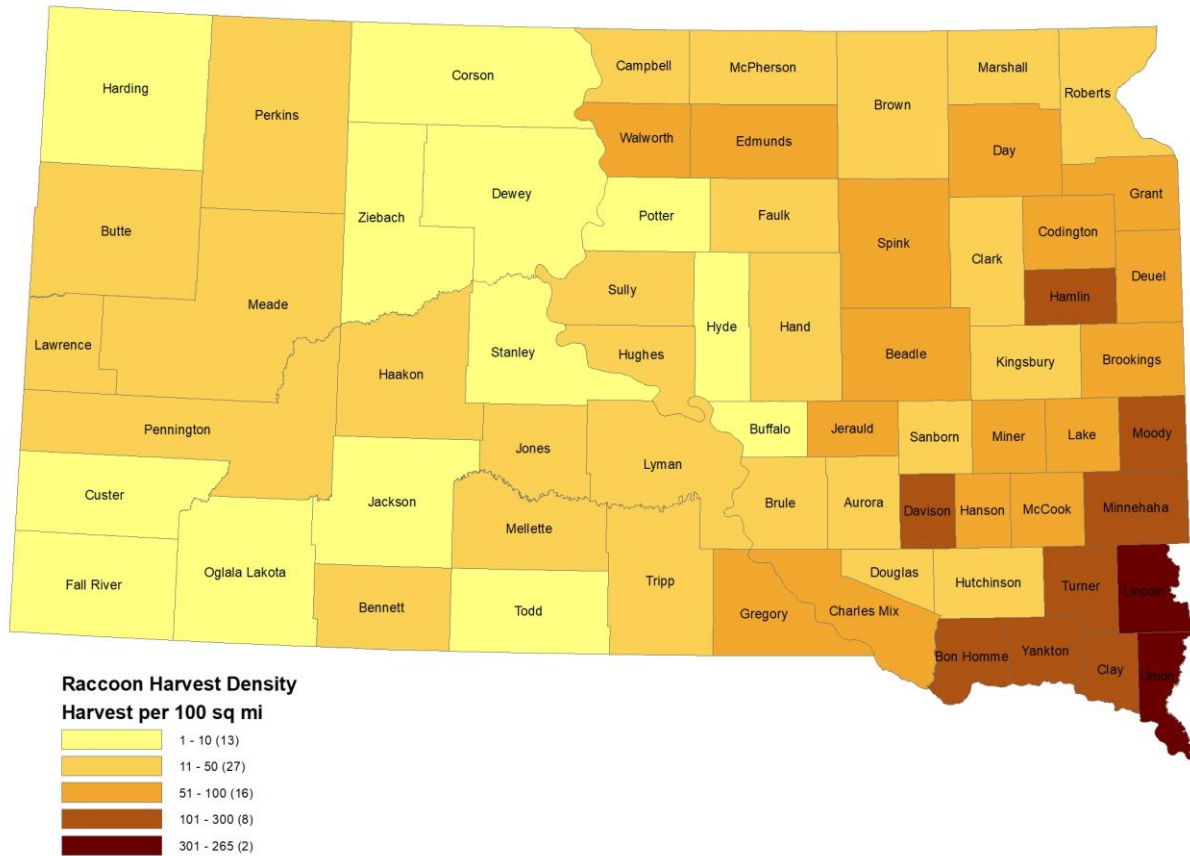 Harding
Perkins
Corson
Campbell
McPherson
Brown
Marshall
Roberts
Walworth
Edmunds
Day
Ziebach
Dewey
Potter
Faulk
Spink
Clark
Codington
Grant
Butte
Meade
Sully
Hyde
Hand
Hamlin
Deuel
Lawrence
Haakon
Stanley
Hughes
Beadle
Kingsbury
Brookings
Pennington
Jones
Lyman
Buffalo
Jerauld
Sanborn
Miner
Lake
Moody
Custer
Jackson
Mellette
Brule
Aurora
Davison
Hanson
McCook
Minnehaha
Fall River
Oglala Lakota
Bennett
Todd
Tripp
Gregory
Charles Mix
Douglas
Hutchinson
Turner
Lincoln
Bon Homme
Yankton
Clay
Union
Raccoon Harvest Density
Harvest per 100 sq mi
1 - 10 (13)
11 - 50 (27)
51 - 100 (16)
101 - 300 (8)
301 - 265 (2)